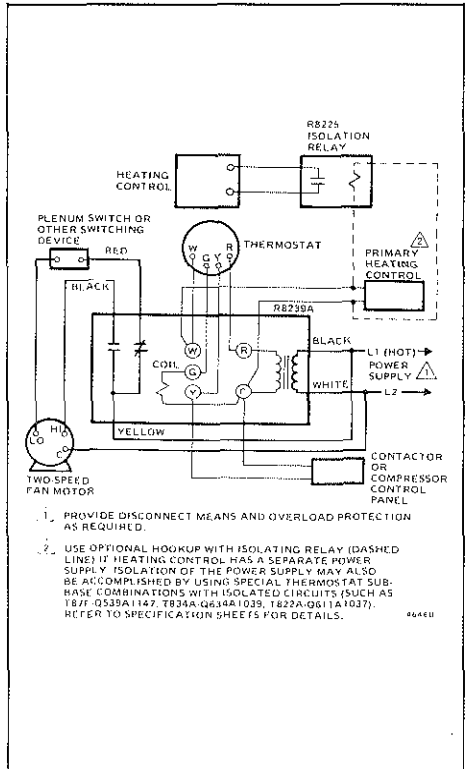 R8225
ISOLATION
RELAY
HEATING
CONTROL
PLENUM SWITCH OR
OTHER SWITCHING
DEVICE
RED
BLACK
W
G
Y
R
THERMOSTAT
2
PRIMARY
HEATING
CONTROL
R8239A
W
R
COIL
G
Y
C
BLACK
L1 (HOT)
POWER
SUPPLY
1
WHITE
L2
LO
HI
C
YELLOW
TWO-SPEED
FAN MOTOR
CONTACTOR
OR
COMPRESSOR
CONTROL
PANEL
1 PROVIDE DISCONNECT MEANS AND OVERLOAD PROTECTION
AS REQUIRED.
2 USE OPTIONAL HOOKUP WITH ISOLATING RELAY (DASHED
LINE) IF HEATING CONTROL HAS A SEPARATE POWER
SUPPLY. ISOLATION OF THE POWER SUPPLY MAY ALSO
BE ACCOMPLISHED BY USING SPECIAL THERMOSTAT SUB-
BASE COMBINATIONS WITH ISOLATED CIRCUITS (SUCH AS
T87F-Q539A1147, T834A-Q634A1039, T822A-Q611A1037).
REFER TO SPECIFICATION SHEETS FOR DETAILS.